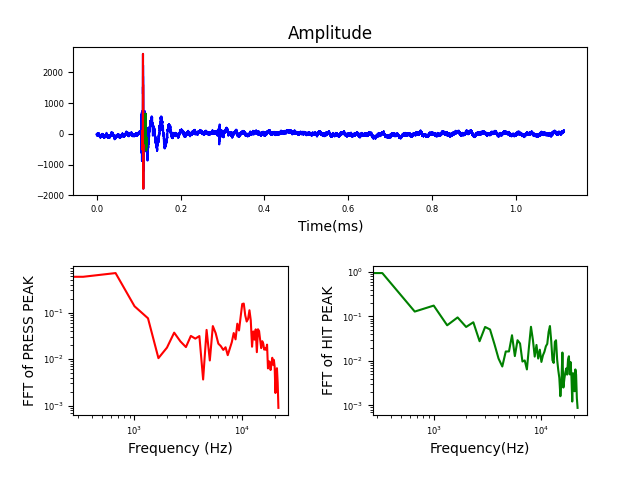 Amplitude
2000
1000
0
−1000
−2000
0.0 0.2 0.4 0.6 0.8 1.0
Time(ms)
FFT of PRESS PEAK
10⁻¹
10⁻²
10⁻³
10³ 10⁴
Frequency (Hz)
FFT of HIT PEAK
10⁰
10⁻¹
10⁻²
10⁻³
10³ 10⁴
Frequency(Hz)